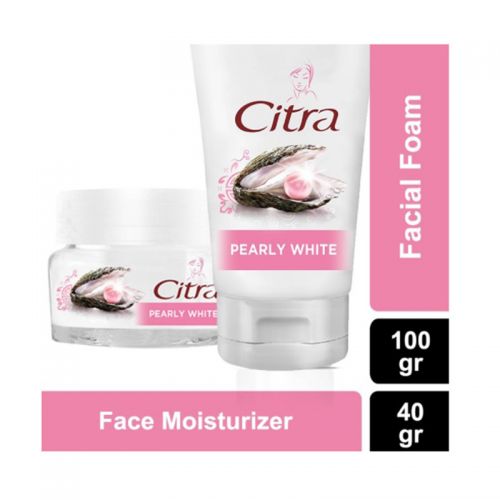 Citra
PEARLY WHITE
Citra
PEARLY WHITE
Facial Foam
100
gr
Face Moisturizer
40
gr